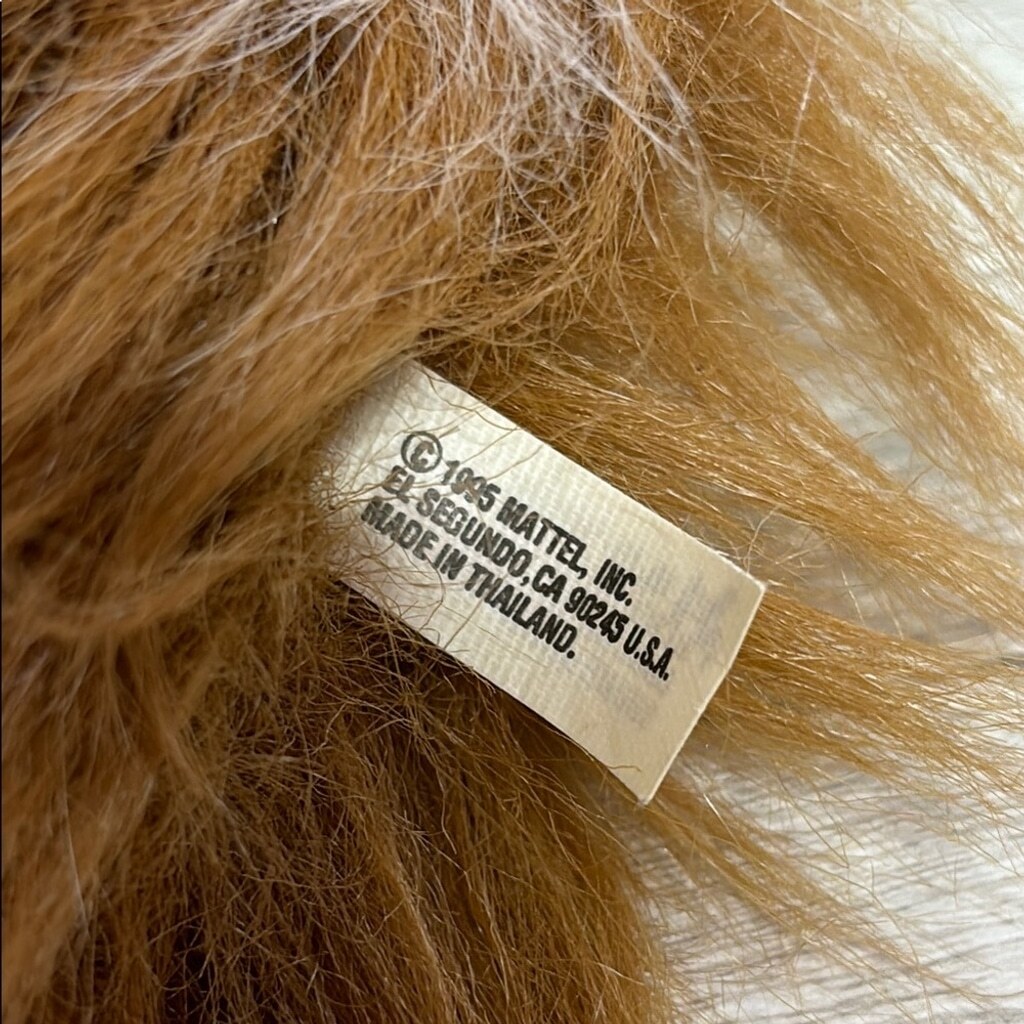 © 1995 MATTEL, INC.
EL SEGUNDO, CA 90245 U.S.A.
MADE IN THAILAND.